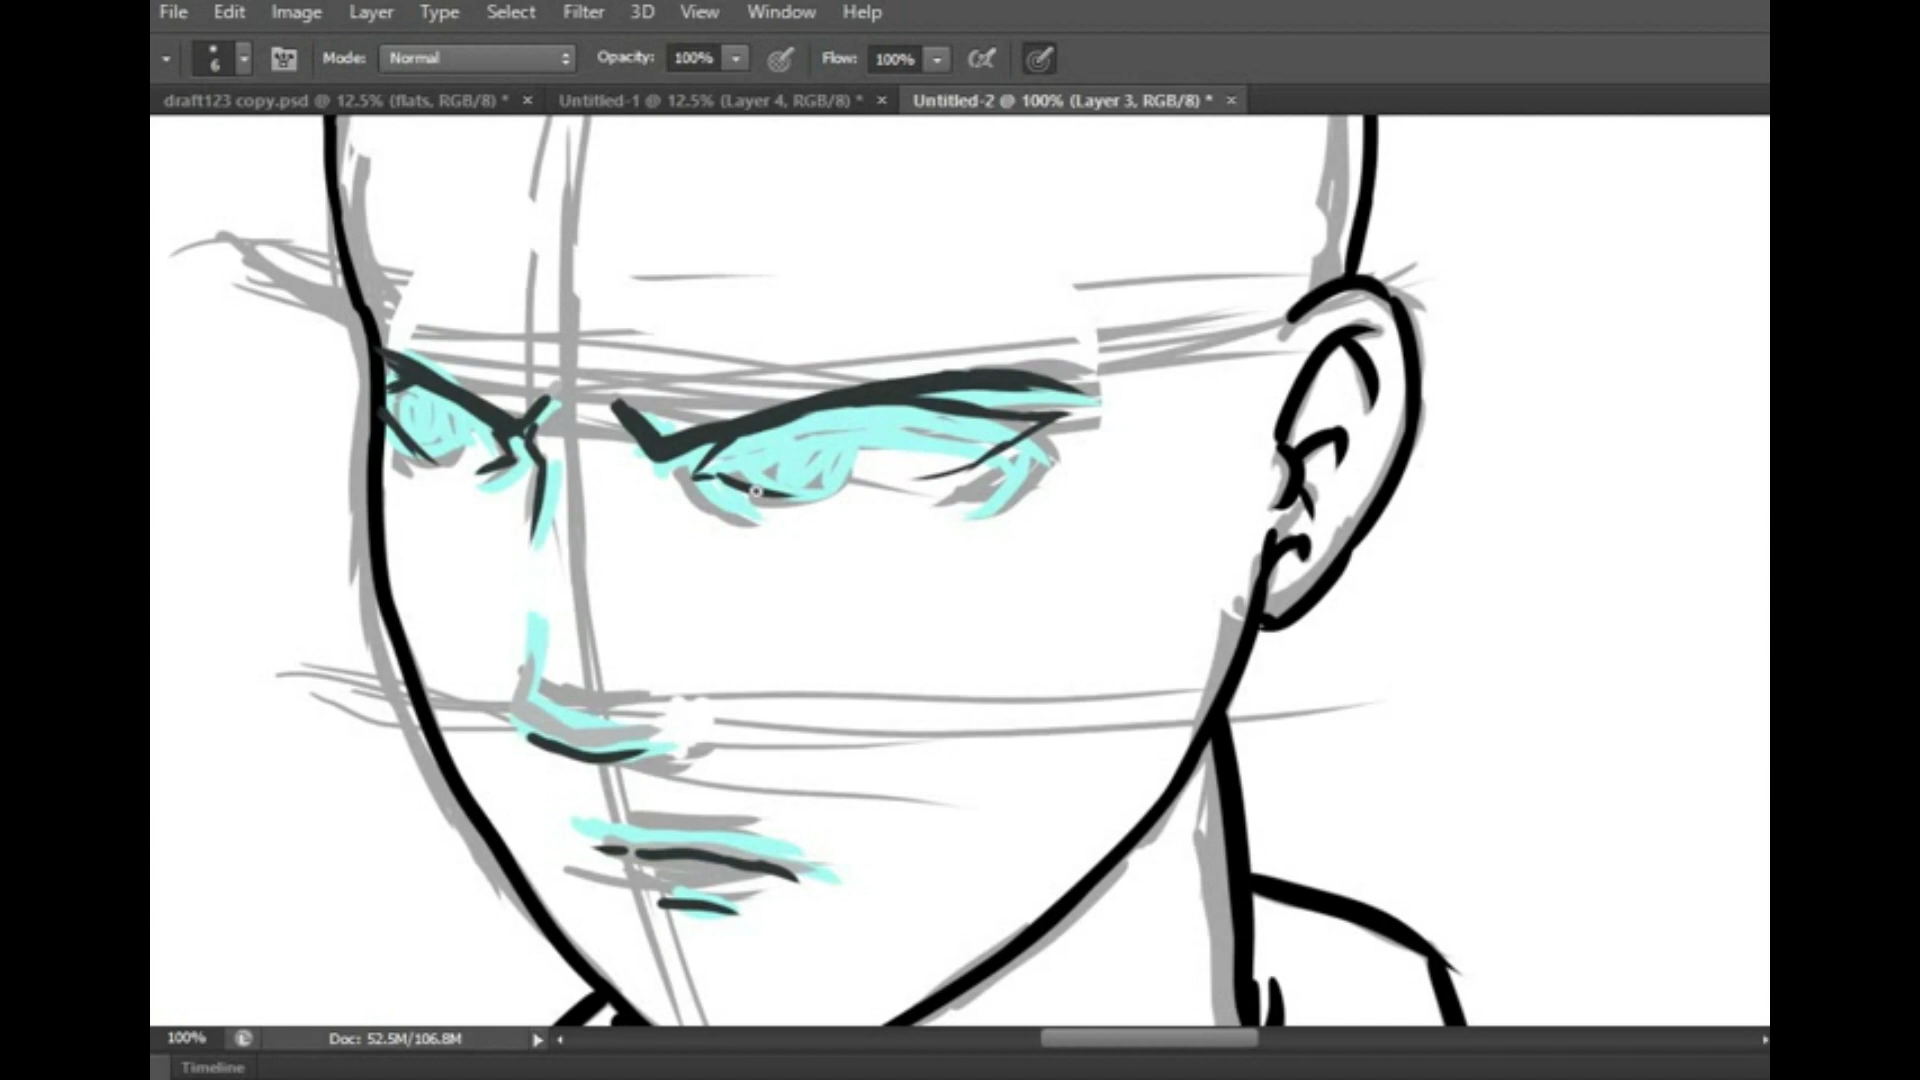 File Edit Image Layer Type Select Filter 3D View Window Help
6 Mode: Normal Opacity: 100% Flow: 100%
draft123 copy.psd @ 12.5% (flats, RGB/8) * × Untitled-1 @ 12.5% (Layer 4, RGB/8) * × Untitled-2 @ 100% (Layer 3, RGB/8) * ×
100% Doc: 52.5M/106.8M
Timeline